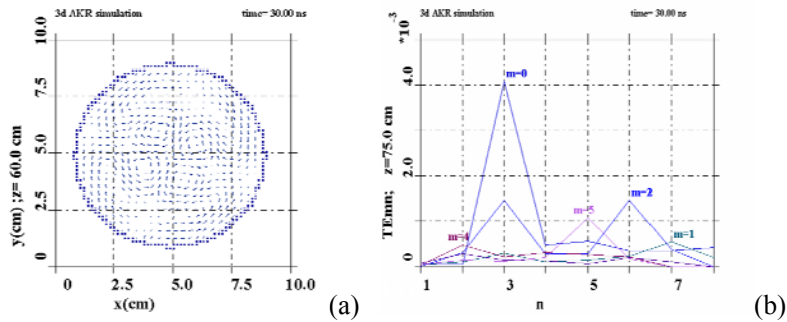 3d AKR simulation time= 30.00 ns
10.0
7.5
5.0
2.5
0
y(cm) ;z= 60.0 cm
0 2.5 5.0 7.5 10.0
x(cm)
(a)
3d AKR simulation time= 30.00 ns
*10⁻³
4.0
2.0
0
TEmn; z=75.0 cm
m=0
m=2
m=5
m=4
m=1
1 3 5 7
n
(b)